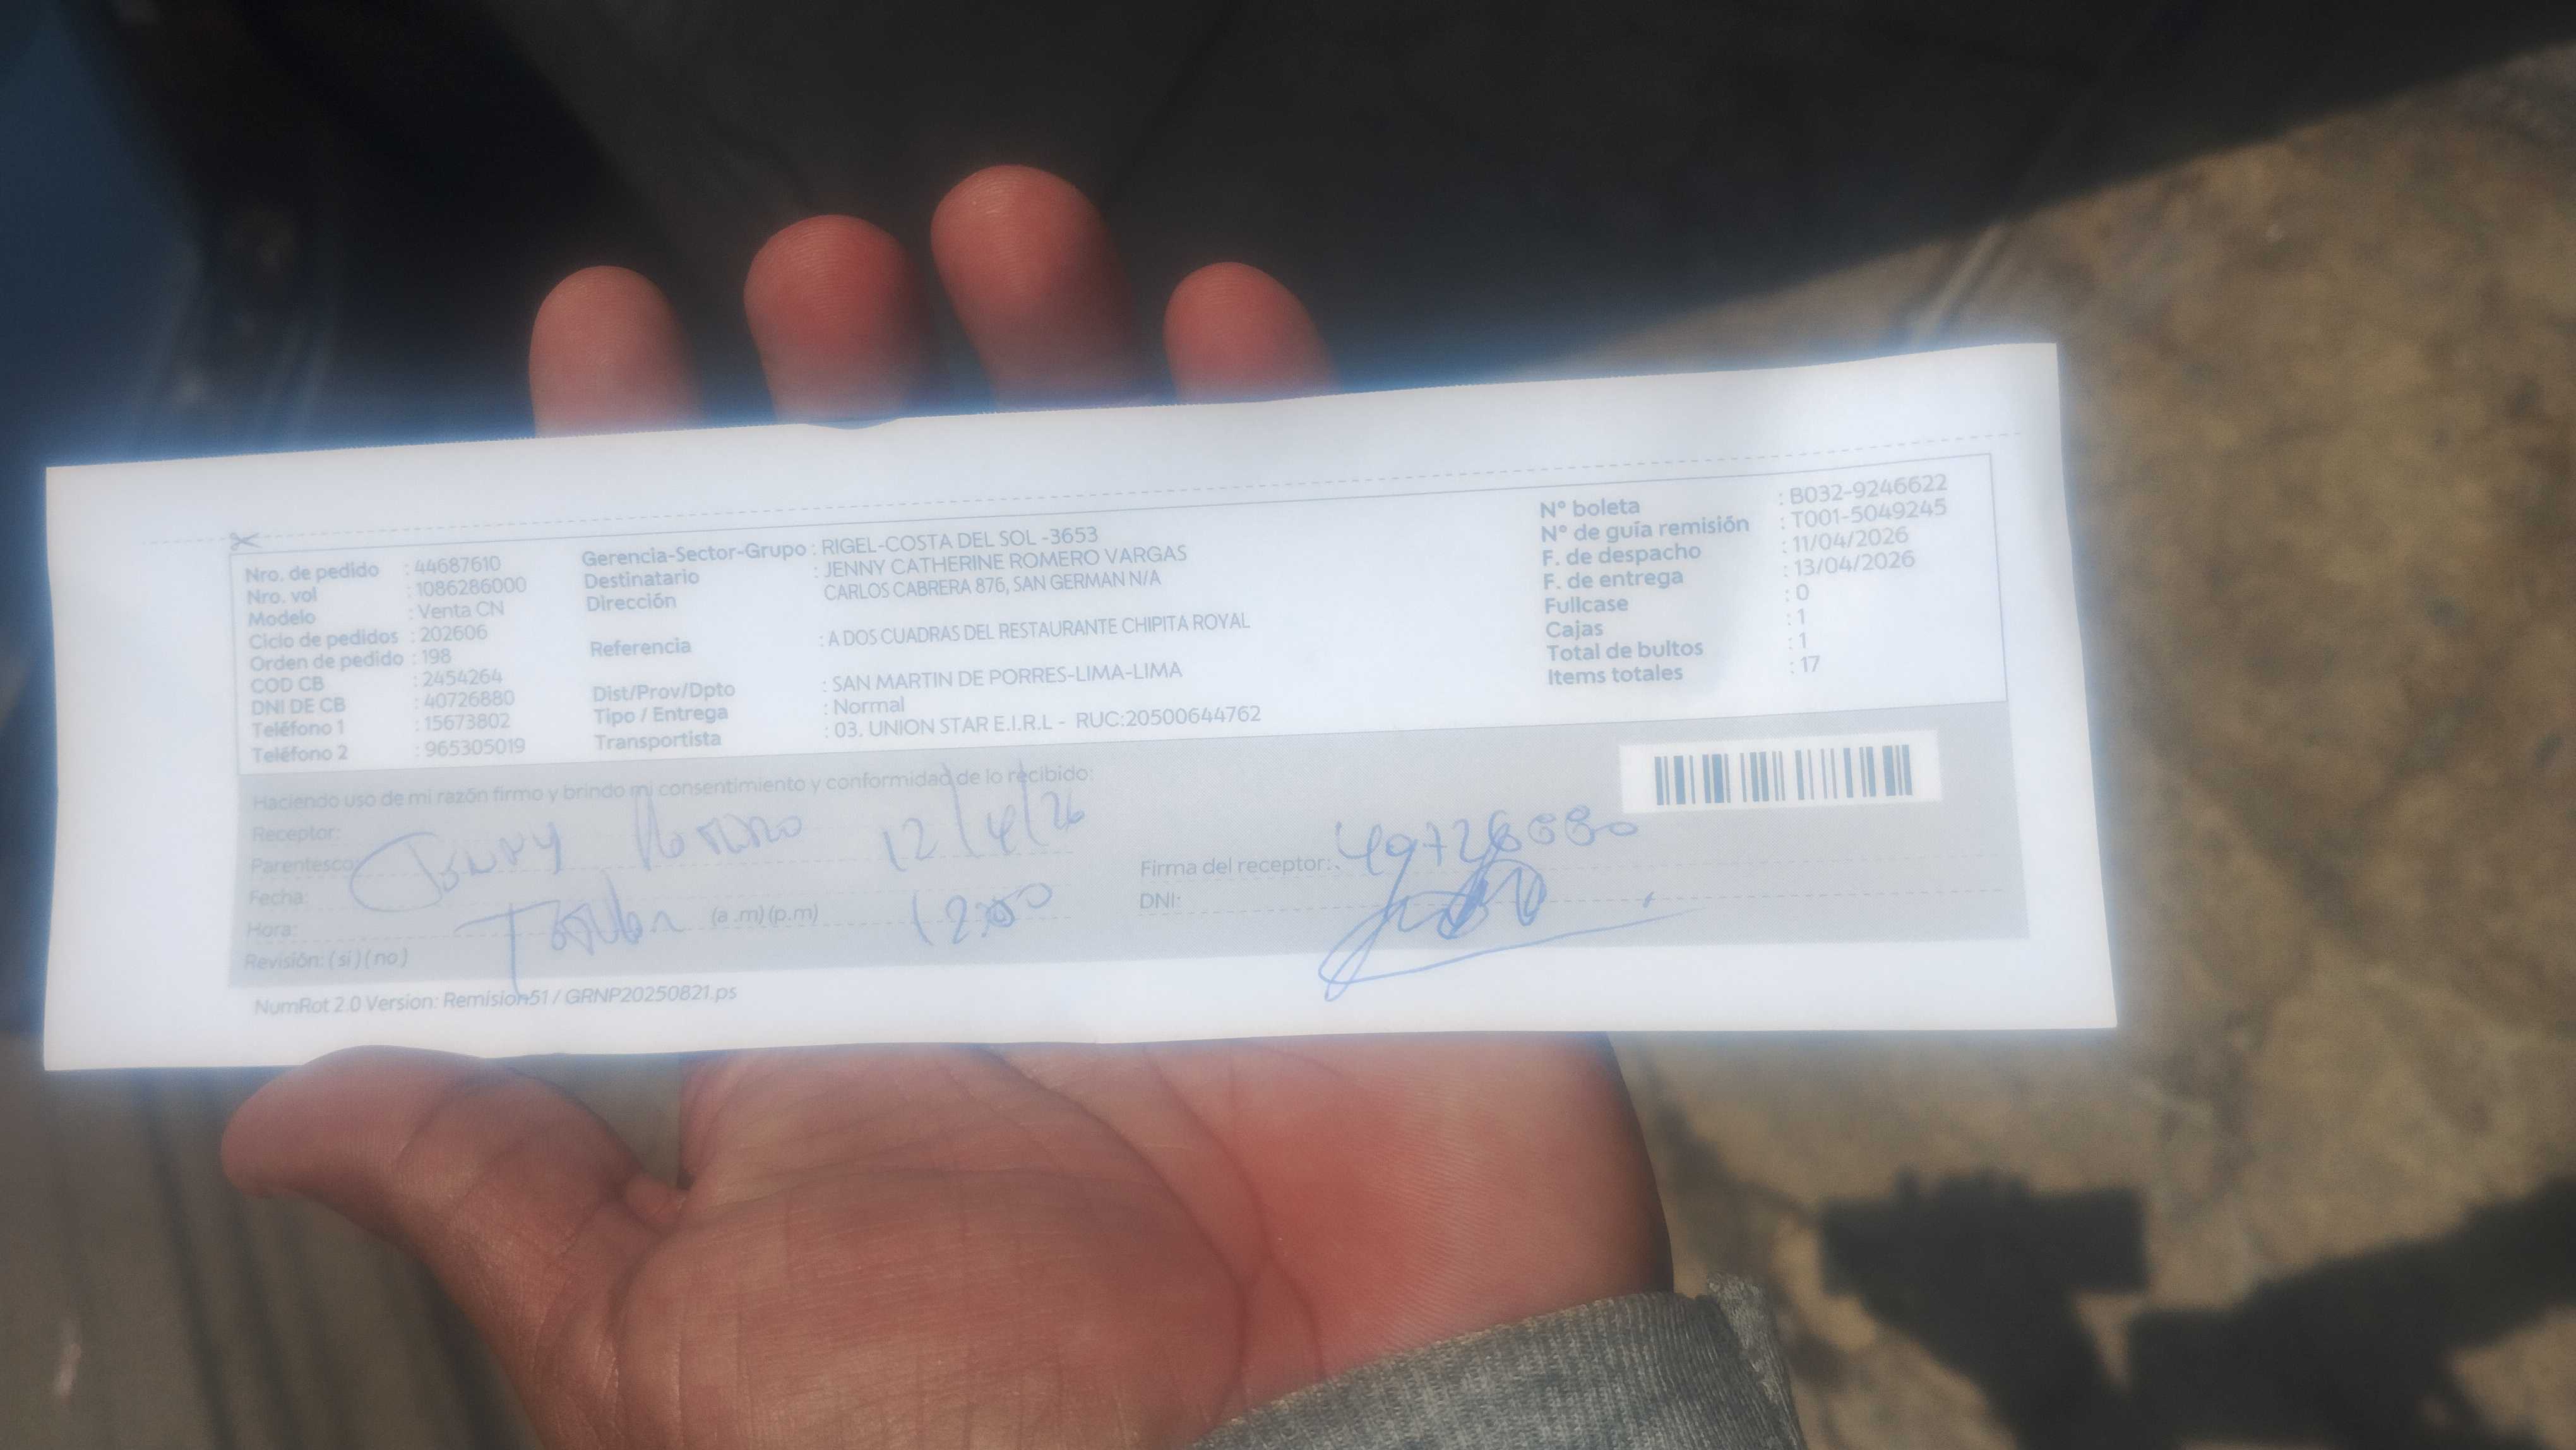 Nro. de pedido : 44687610
Nro. vol : 1086286000
Modelo : Venta CN
Ciclo de pedidos : 202606
Orden de pedido : 198
COD CB : 2454264
DNI DE CB : 40726880
Teléfono 1 : 15673802
Teléfono 2 : 965305019
Gerencia-Sector-Grupo : RIGEL-COSTA DEL SOL -3653
Destinatario : JENNY CATHERINE ROMERO VARGAS
Dirección CARLOS CABRERA 876, SAN GERMAN N/A
Referencia : A DOS CUADRAS DEL RESTAURANTE CHIPITA ROYAL
Dist/Prov/Dpto : SAN MARTIN DE PORRES-LIMA-LIMA
Tipo / Entrega : Normal
Transportista : 03. UNION STAR E.I.R.L - RUC:20500644762
N° boleta : B032-9246622
N° de guía remisión : T001-5049245
F. de despacho : 11/04/2026
F. de entrega : 13/04/2026
Fullcase : 0
Cajas : 1
Total de bultos : 1
Items totales : 17
Haciendo uso de mi razón firmo y brindo mi consentimiento y conformidad de lo recibido:
Receptor:
Parentesco: Jenny Romero 12/4/26
Fecha:
Hora: (a .m) (p.m) 12:00
Revisión: ( si ) ( no )
Firma del receptor:
DNI:
NumRot 2.0 Version: Remision51 / GRNP20250821.ps